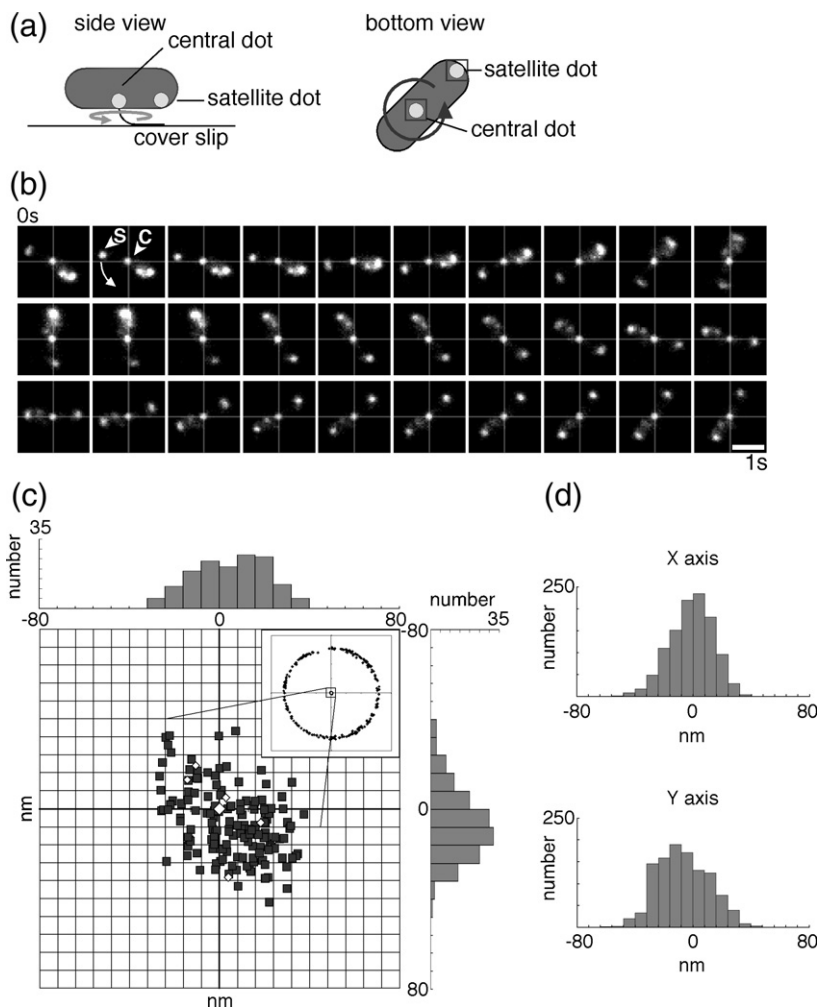 (a)
side view
central dot
satellite dot
cover slip
bottom view
satellite dot
central dot
(b)
0s
S C
1s
(c)
35
number
-80 0 80
number
35
-80
0
80
nm
nm
(d)
X axis
250
number
-80 0 80
nm
Y axis
250
number
-80 0 80
nm